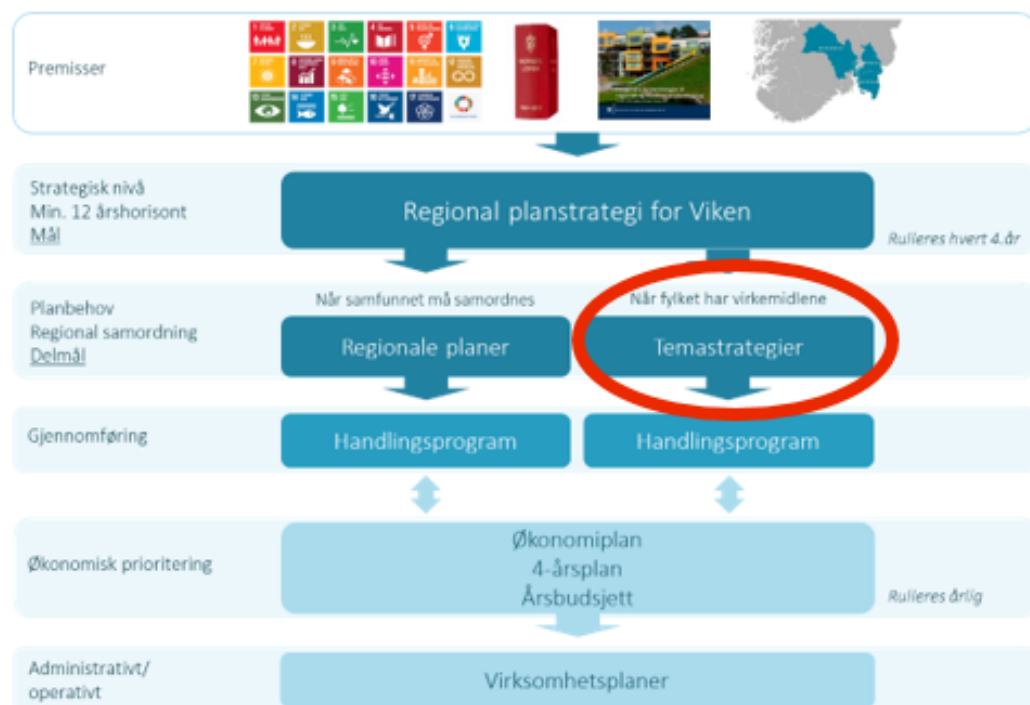 Premisser
Strategisk nivå
Min. 12 årshorisont
Mål
Regional planstrategi for Viken
Rulleres hvert 4.år
Planbehov
Regional samordning
Delmål
Når samfunnet må samordnes
Når fylket har virkemidlene
Regionale planer
Temastrategier
Gjennomføring
Handlingsprogram
Handlingsprogram
Økonomisk prioritering
Økonomiplan
4-årsplan
Årsbudsjett
Rulleres årlig
Administrativt/
operativt
Virksomhetsplaner